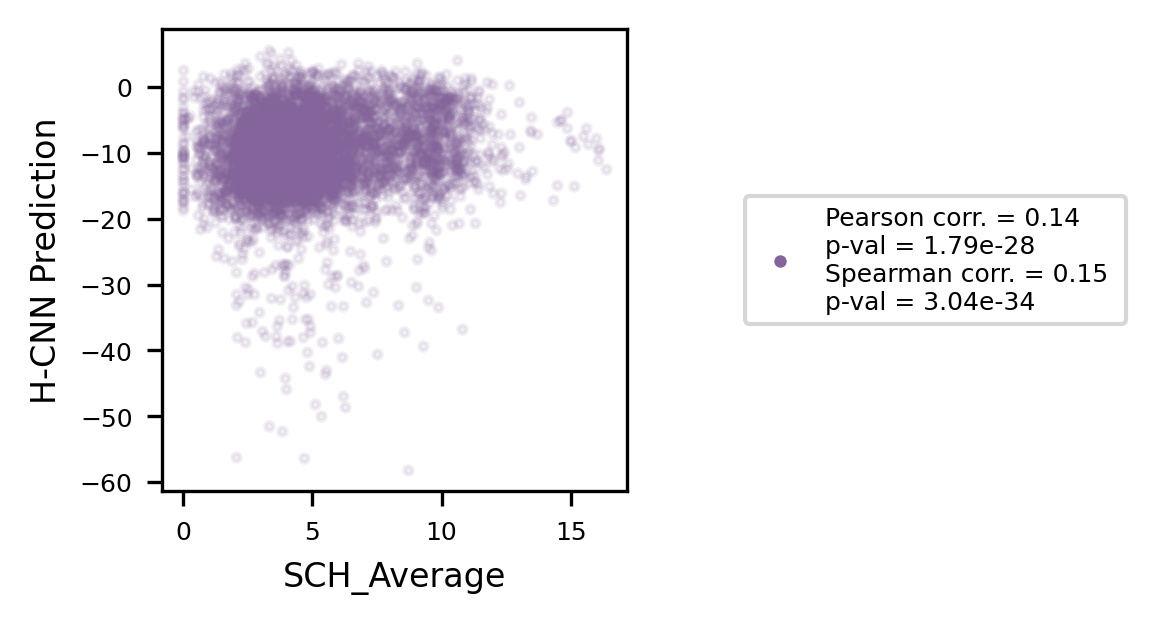 0
−10
−20
−30
−40
−50
−60
H-CNN Prediction
0 5 10 15
SCH_Average
Pearson corr. = 0.14
p-val = 1.79e-28
Spearman corr. = 0.15
p-val = 3.04e-34